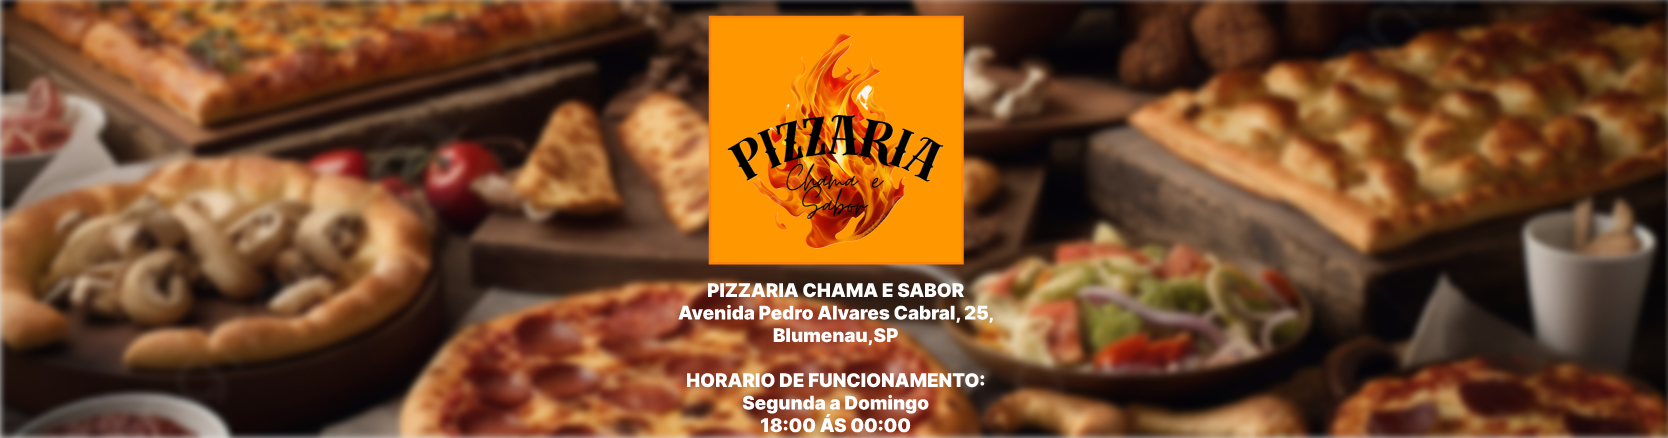 PIZZARIA
Chama e
Sabor
PIZZARIA CHAMA E SABOR
Avenida Pedro Alvares Cabral, 25,
Blumenau,SP
HORARIO DE FUNCIONAMENTO:
Segunda a Domingo
18:00 ÁS 00:00